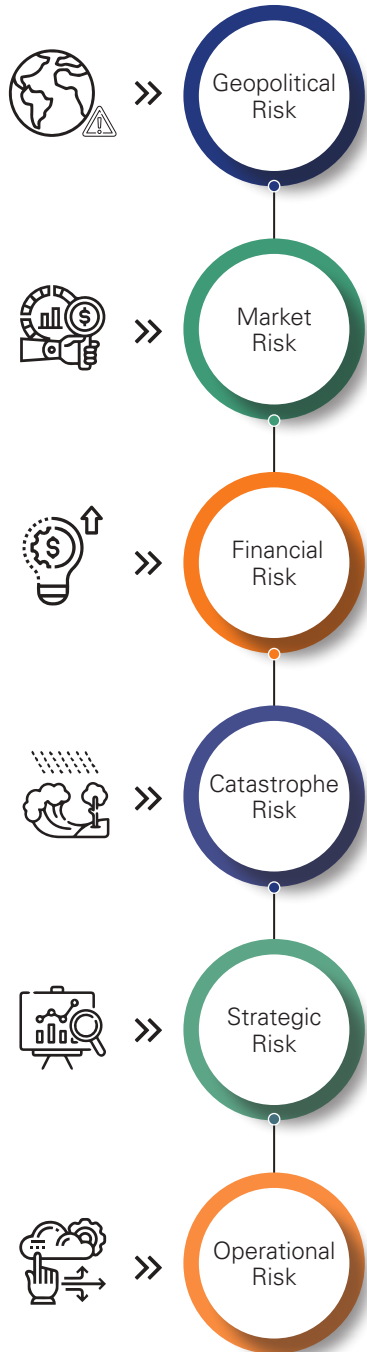 Geopolitical
Risk
Market
Risk
$
Financial
Risk
$
Catastrophe
Risk
Strategic
Risk
Operational
Risk